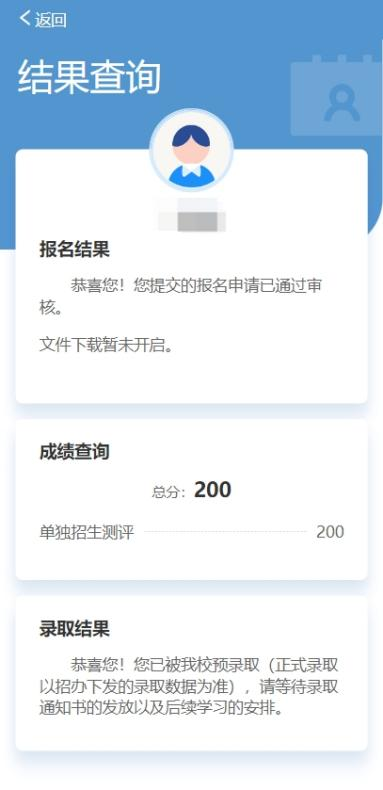 返回
结果查询
报名结果
恭喜您！您提交的报名申请已通过审
核。
文件下载暂未开启。
成绩查询
总分：200
单独招生测评 200
录取结果
恭喜您！您已被我校预录取（正式录取
以招办下发的录取数据为准），请等待录取
通知书的发放以及后续学习的安排。